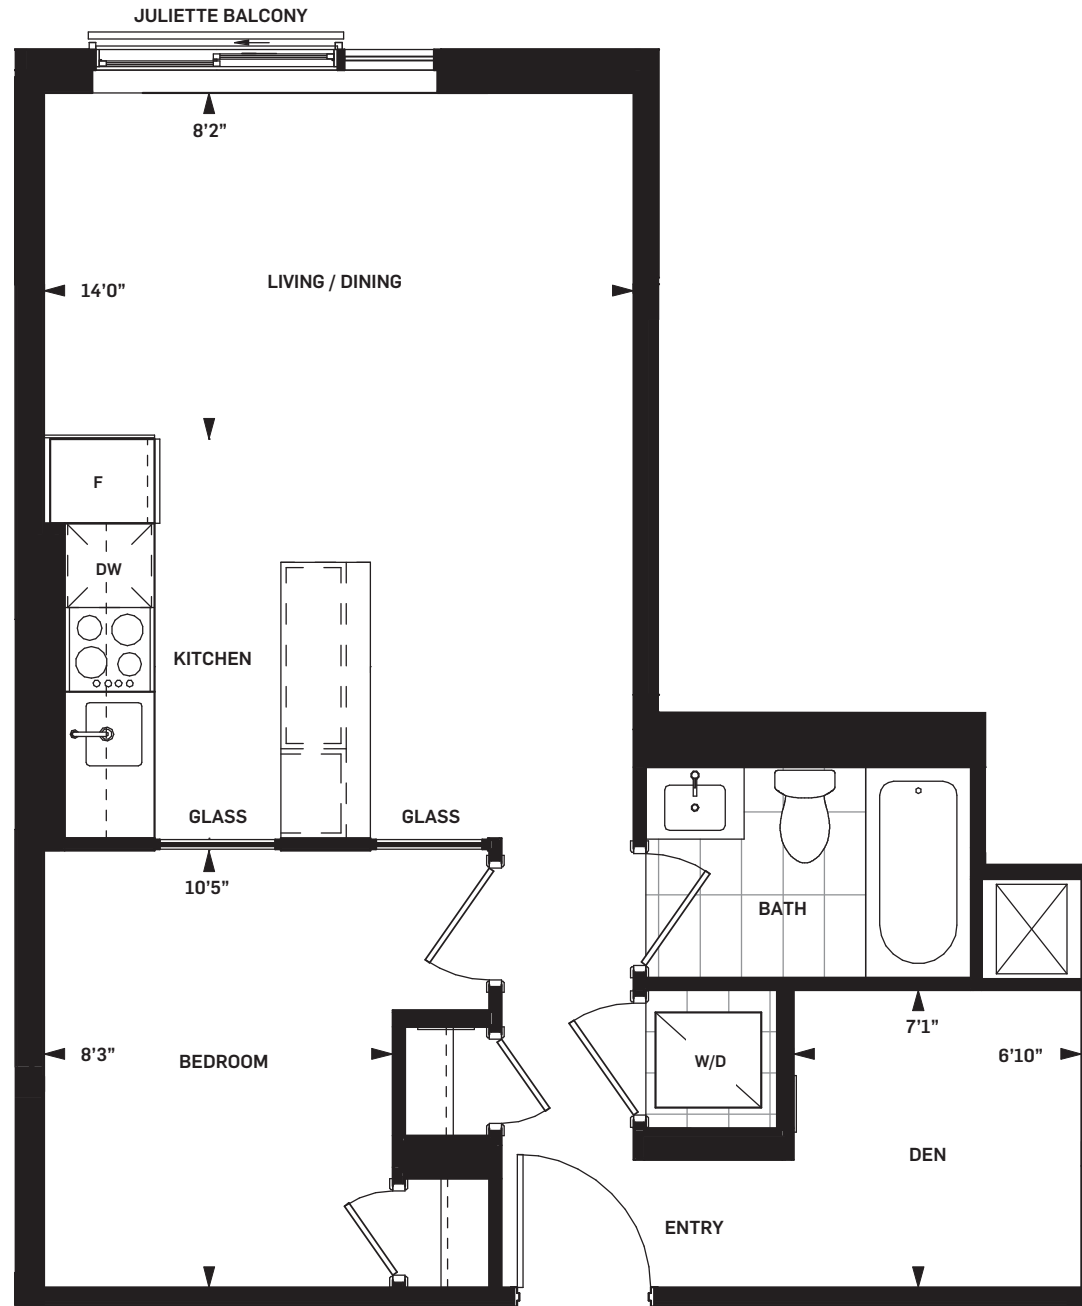 JULIETTE BALCONY
8'2"
LIVING / DINING
14'0"
F
DW
KITCHEN
GLASS
GLASS
10'5"
BATH
7'1"
8'3"
BEDROOM
W/D
6'10"
DEN
ENTRY